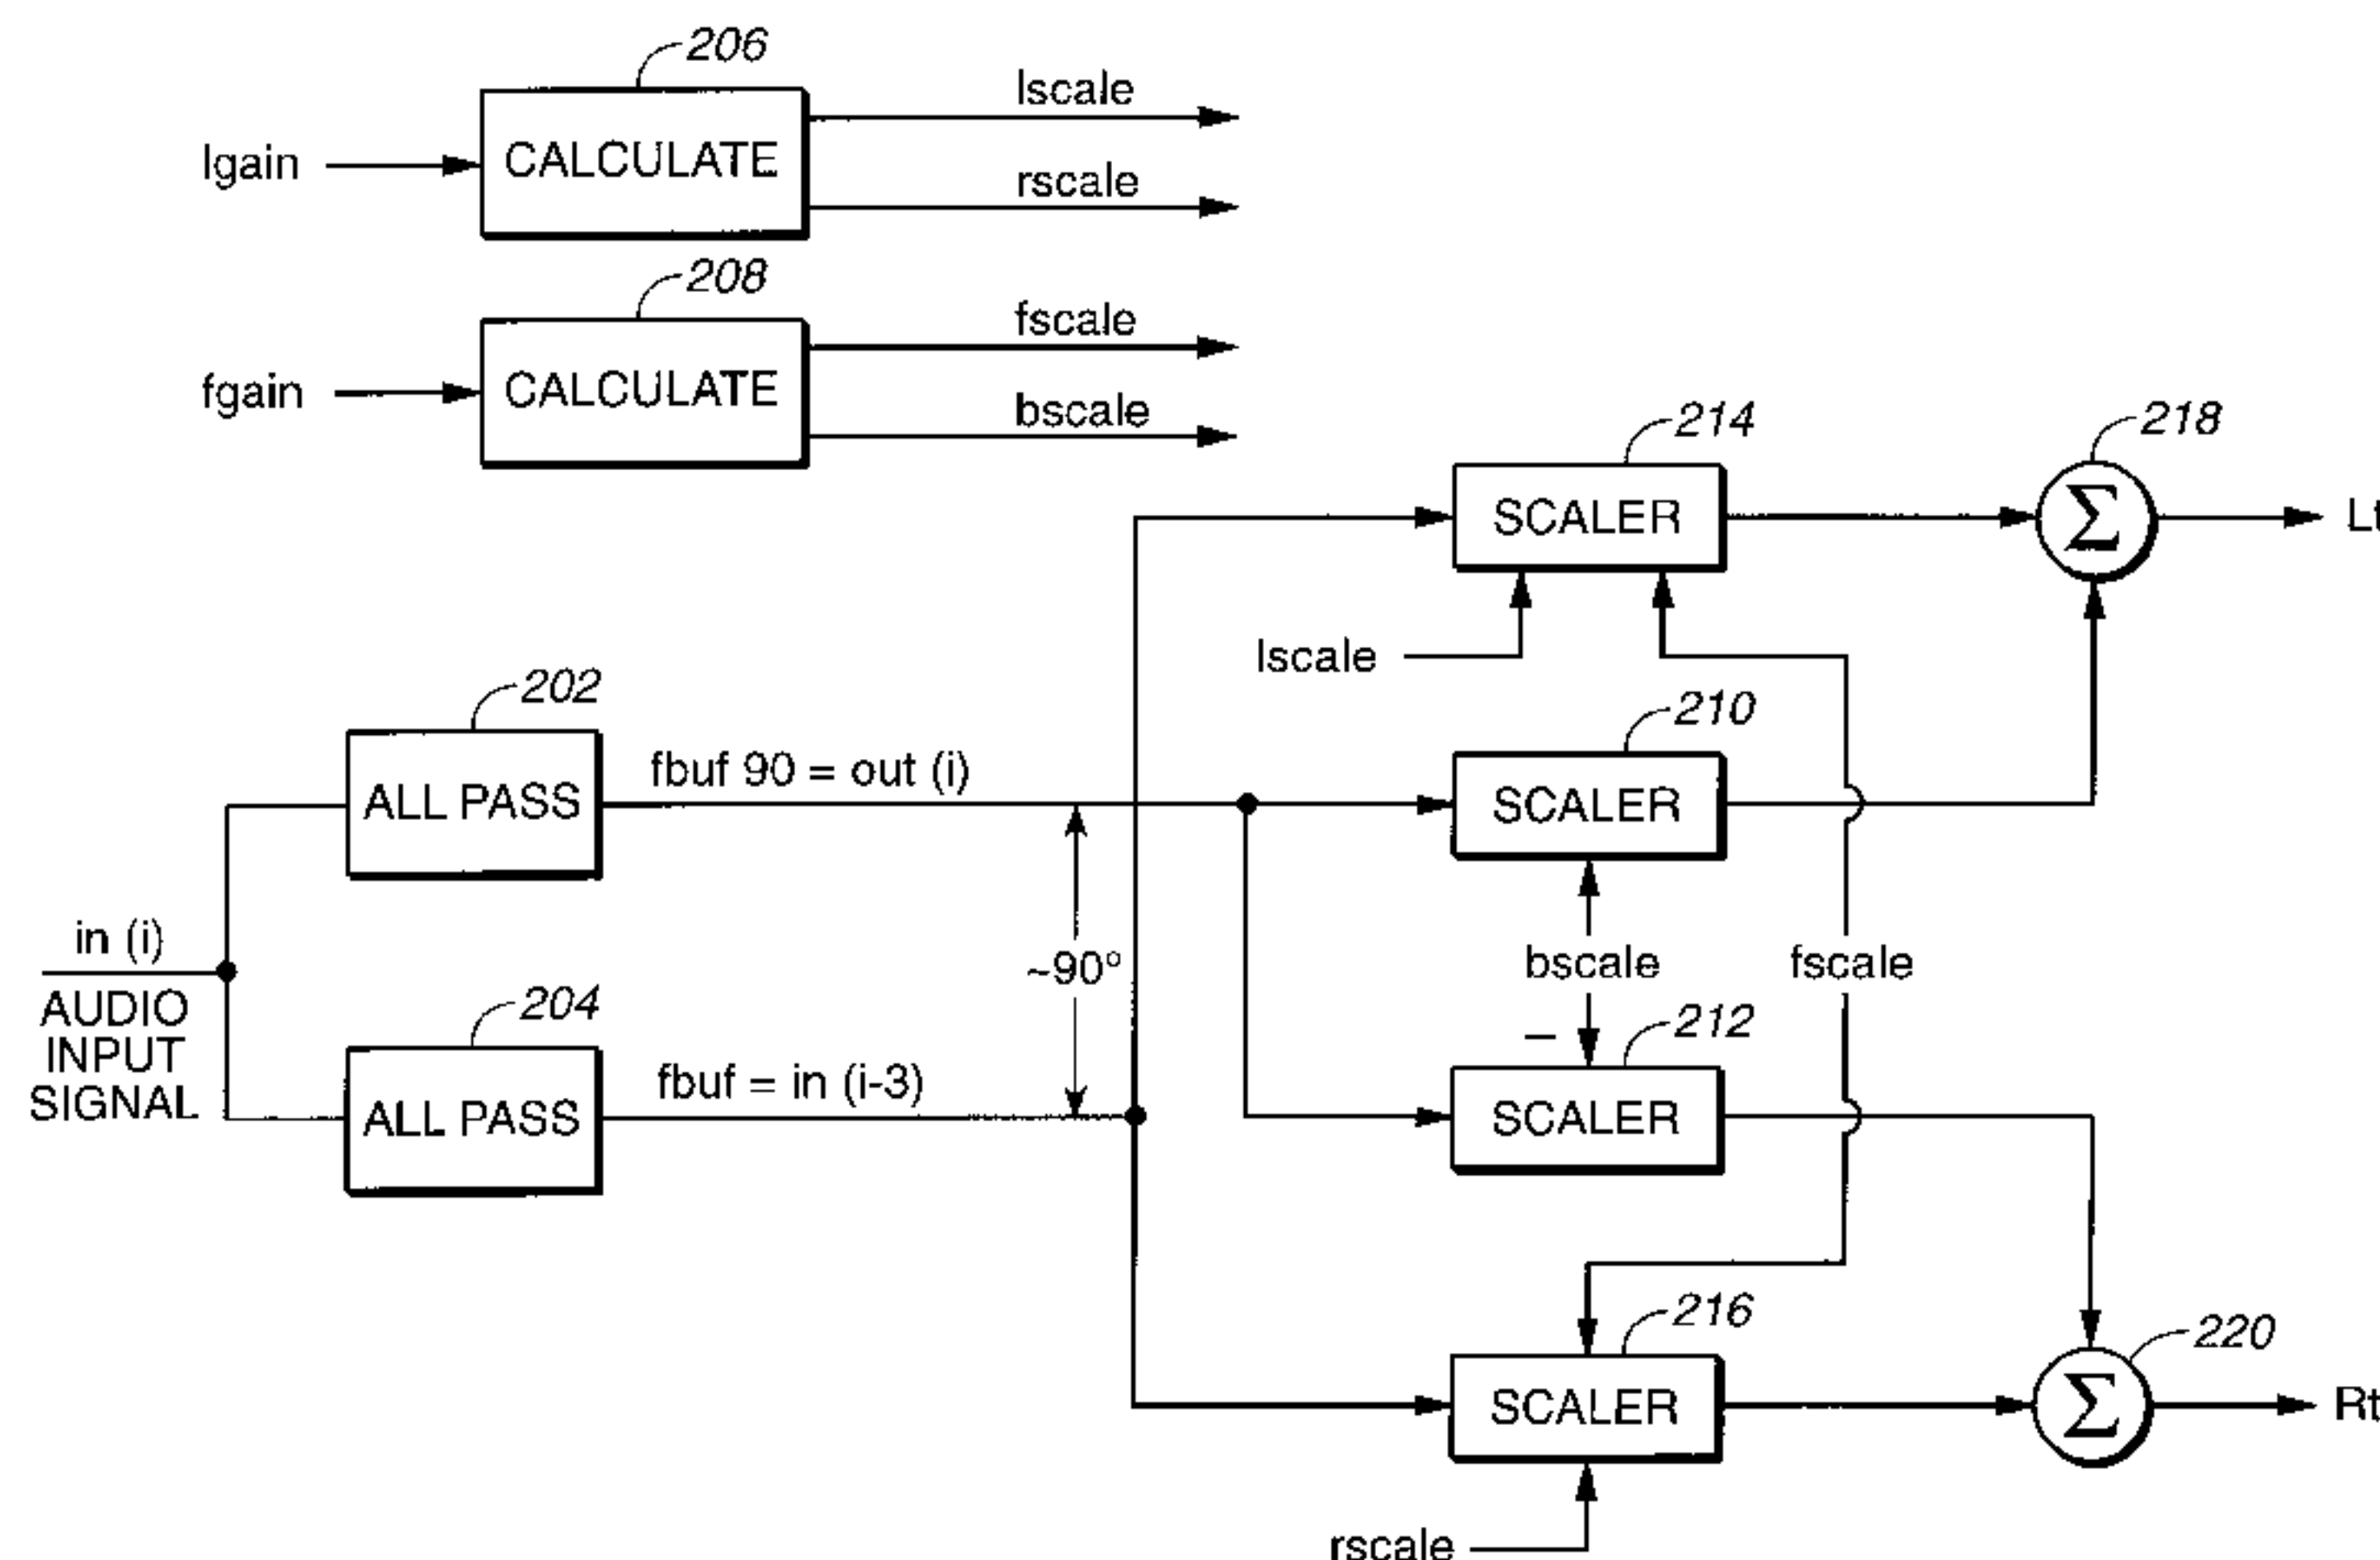 206
lscale
lgain
CALCULATE
rscale
208
fscale
fgain
CALCULATE
bscale
214
218
SCALER
Σ
Lt
lscale
202
210
fbuf 90 = out (i)
ALL PASS
SCALER
in (i)
AUDIO
INPUT
SIGNAL
~90°
bscale
fscale
204
–
212
fbuf = in (i-3)
ALL PASS
SCALER
216
220
SCALER
Σ
Rt
rscale